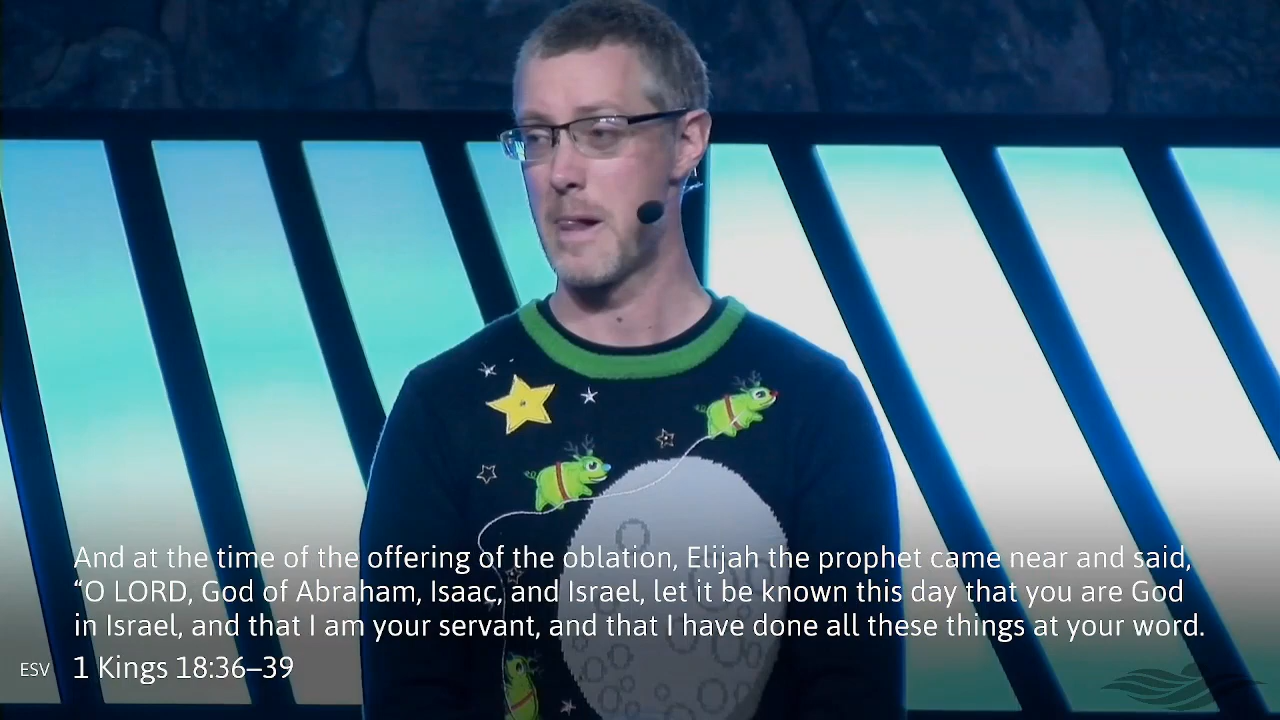 And at the time of the offering of the oblation, Elijah the prophet came near and said,
“O LORD, God of Abraham, Isaac, and Israel, let it be known this day that you are God
in Israel, and that I am your servant, and that I have done all these things at your word.
ESV 1 Kings 18:36–39